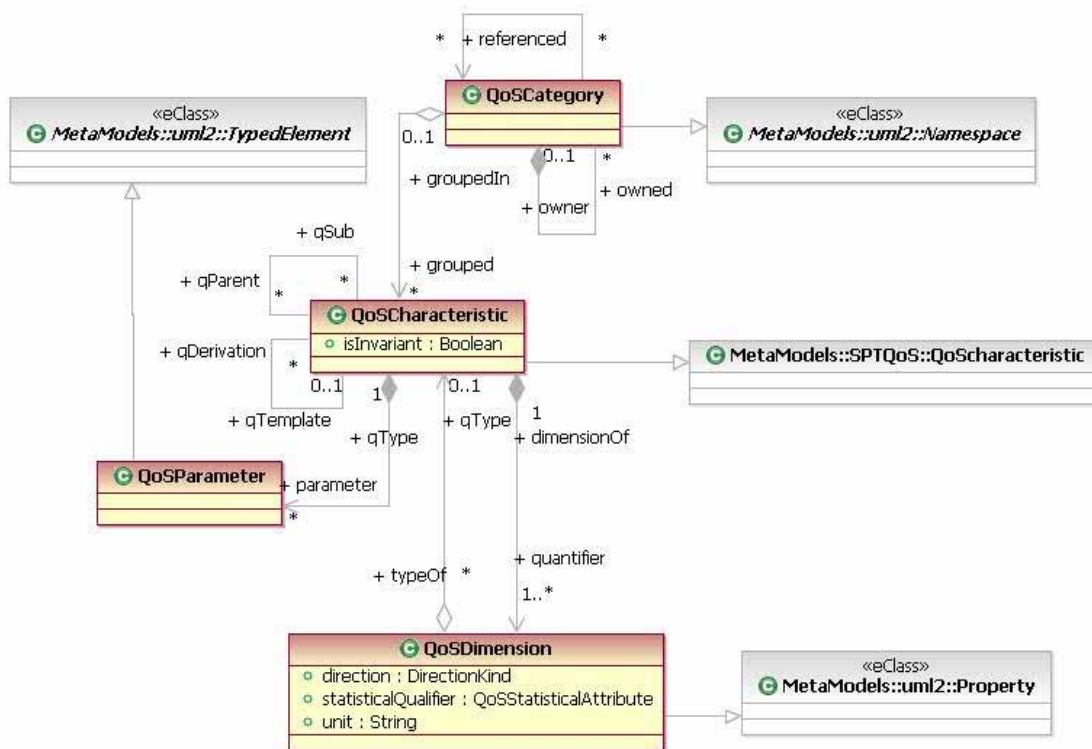 * + referenced *
QoSCategory
«eClass»
MetaModels::uml2::TypedElement
«eClass»
MetaModels::uml2::Namespace
0..1
0..1 *
+ groupedIn
+ owner
+ owned
+ qSub
+ grouped
+ qParent * *
*
QoSCharacteristic
isInvariant : Boolean
+ qDerivation
*
MetaModels::SPTQoS::QoScharacteristic
0..1 1 0..1 1
+ qTemplate
+ qType
+ qType
+ dimensionOf
QoSParameter
+ parameter
*
+ quantifier
+ typeOf *
1..*
QoSDimension
direction : DirectionKind
statisticalQualifier : QoSStatisticalAttribute
unit : String
«eClass»
MetaModels::uml2::Property